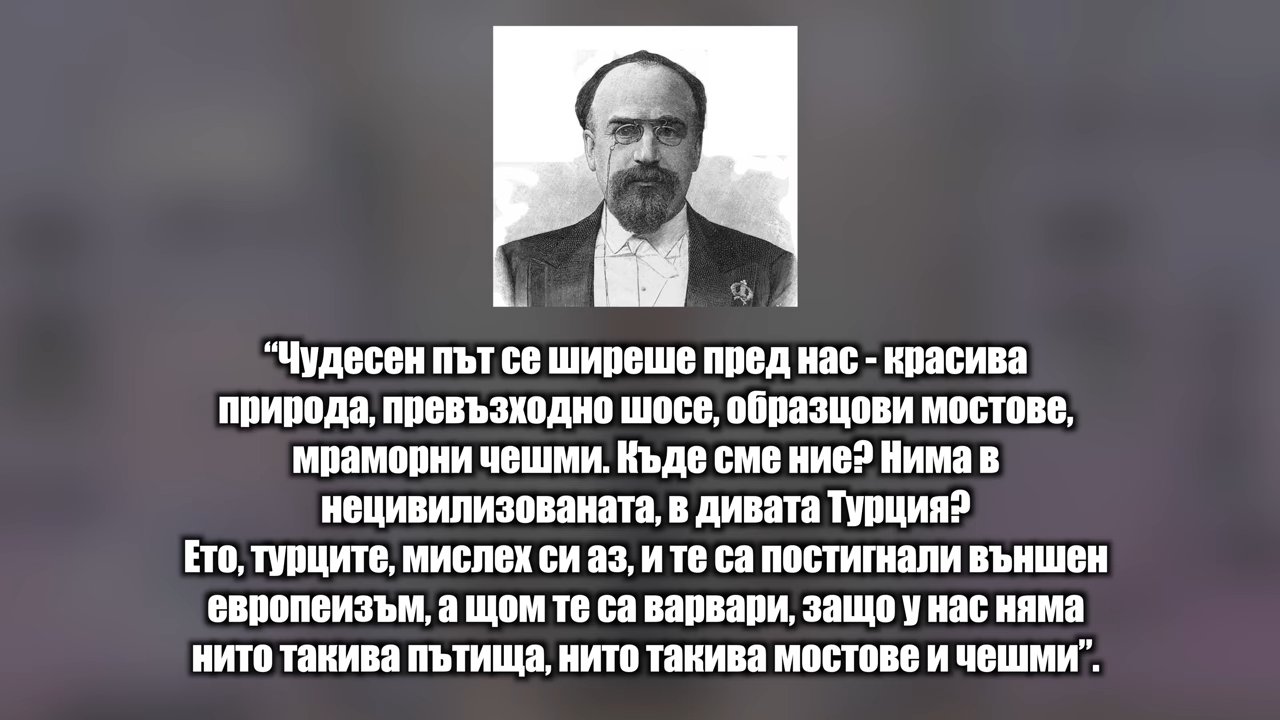 “Чудесен път се ширеше пред нас - красива
природа, превъзходно шосе, образцови мостове,
мраморни чешми. Къде сме ние? Нима в
нецивилизованата, в дивата Турция?
Ето, турците, мислех си аз, и те са постигнали външен
европеизъм, а щом те са варвари, защо у нас няма
нито такива пътища, нито такива мостове и чешми”.